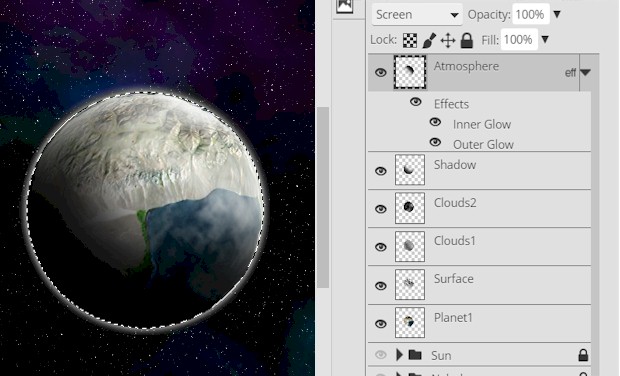 Screen Opacity: 100%
Lock: Fill: 100%
Atmosphere eff
Effects
Inner Glow
Outer Glow
Shadow
Clouds2
Clouds1
Surface
Planet1
Sun